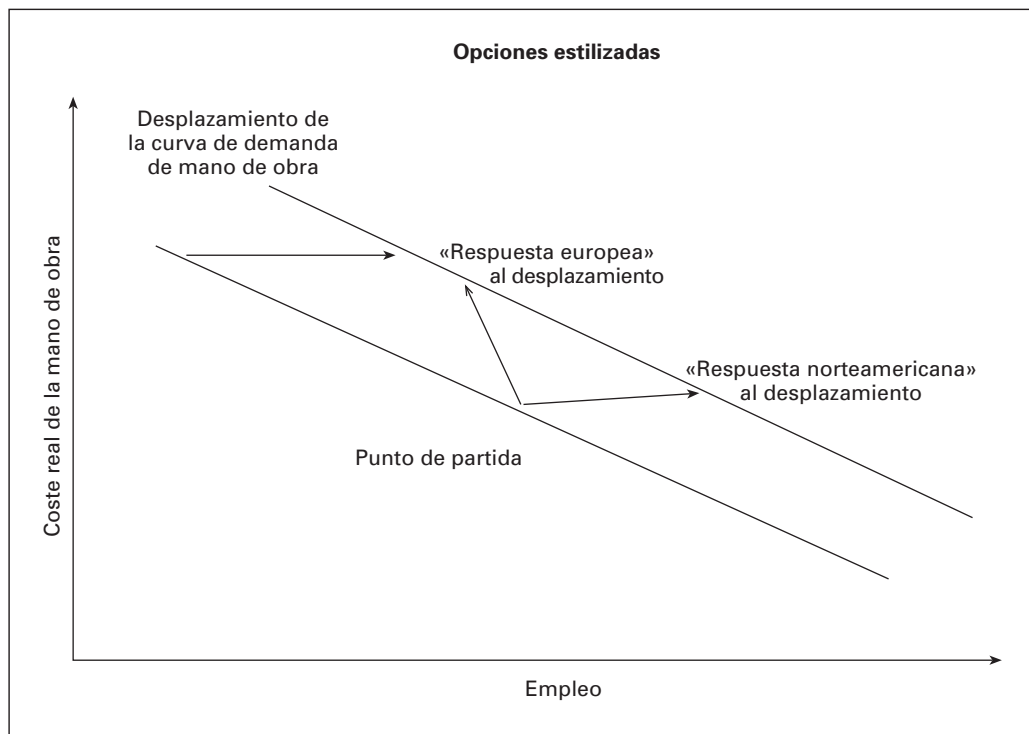 Opciones estilizadas
Desplazamiento de
la curva de demanda
de mano de obra
«Respuesta europea»
al desplazamiento
«Respuesta norteamericana»
al desplazamiento
Punto de partida
Coste real de la mano de obra
Empleo